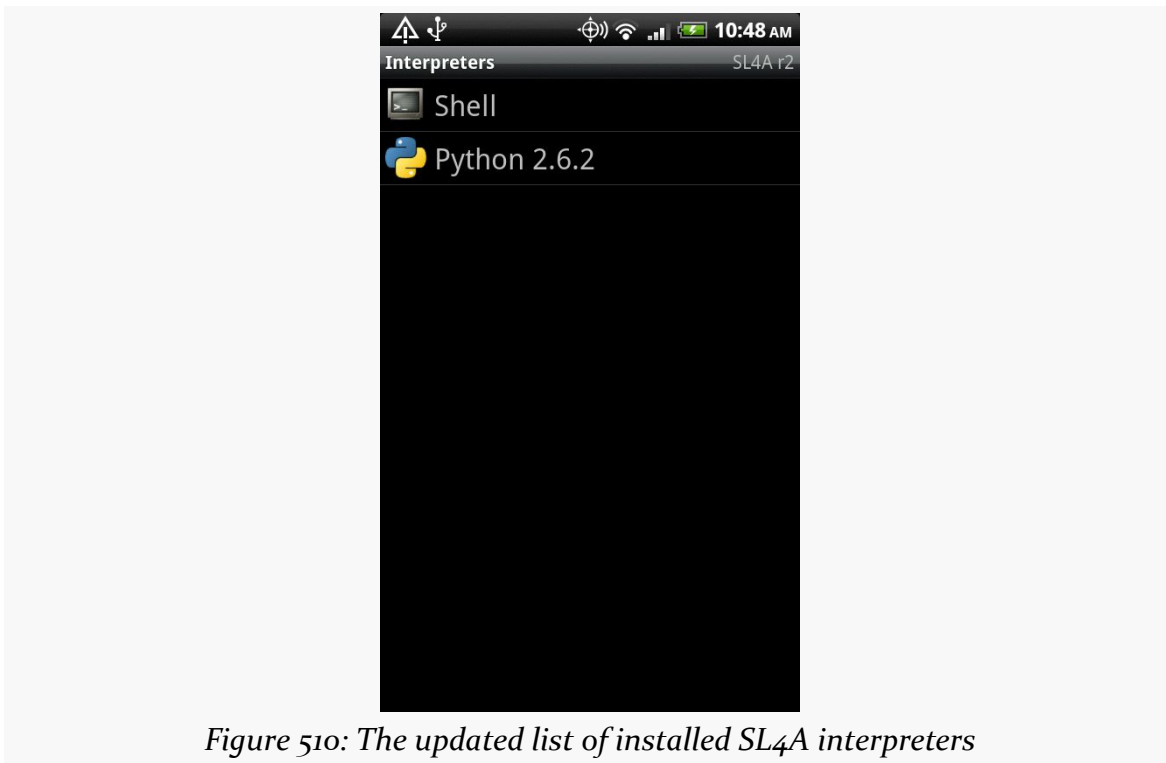 10:48 AM
Interpreters SL4A r2
>_
Shell
Python 2.6.2
Figure 510: The updated list of installed SL4A interpreters